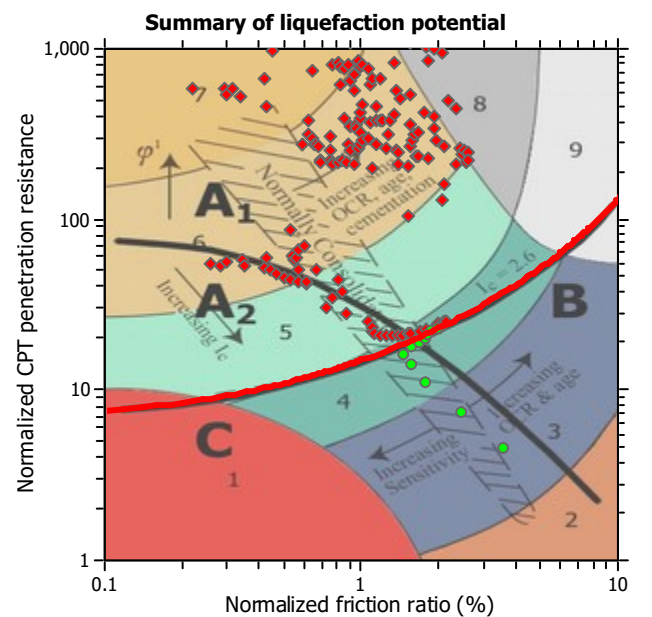 Summary of liquefaction potential
Normalized CPT penetration resistance
1,000
100
10
1
0.1
1
10
Normalized friction ratio (%)
7
8
9
φ'
A1
Normally Consolid
Increasing
OCR, age,
cementation
6
A2
Increasing Ic
5
Ic = 2.6
B
4
C
1
Increasing
OCR & age
3
Increasing
Sensitivity
2